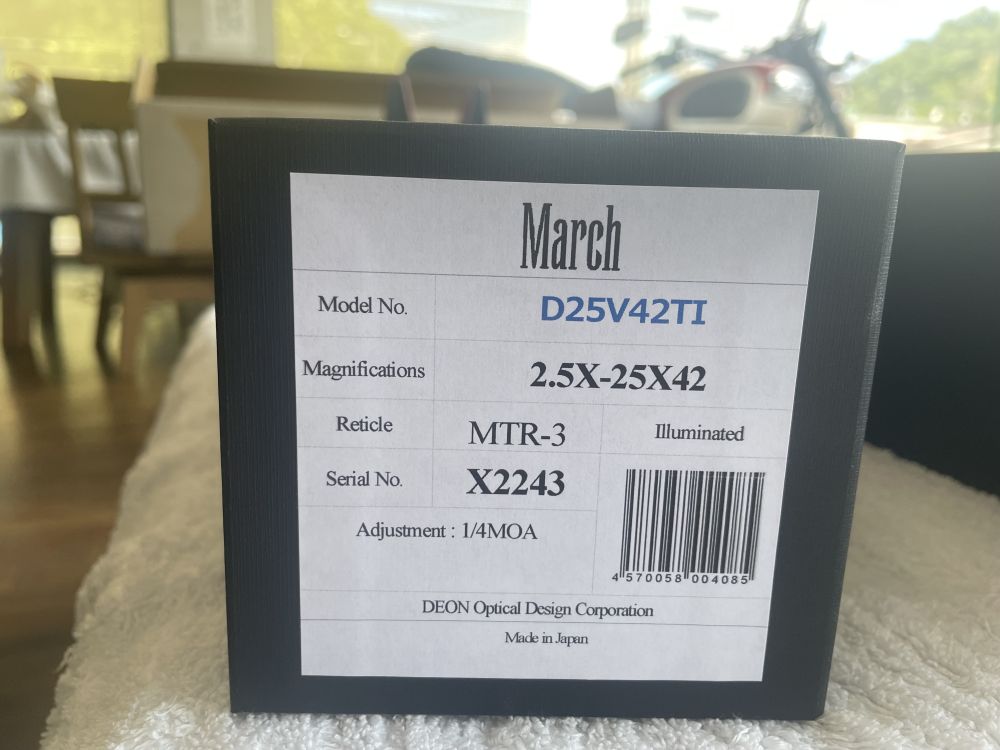 March
Model No. D25V42TI
Magnifications 2.5X-25X42
Reticle MTR-3 Illuminated
Serial No. X2243
Adjustment : 1/4MOA
4 570058 004085
DEON Optical Design Corporation
Made in Japan